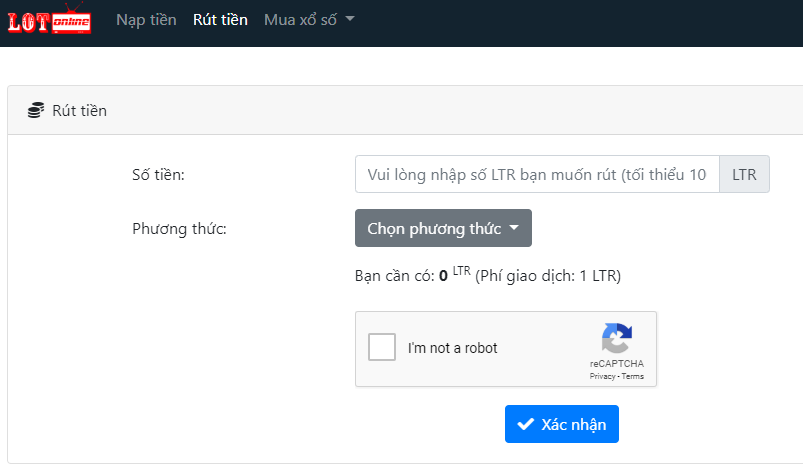 LOT online Nạp tiền Rút tiền Mua xổ số
Rút tiền
Số tiền: Vui lòng nhập số LTR bạn muốn rút (tối thiểu 10 LTR
Phương thức: Chọn phương thức
Bạn cần có: 0 LTR (Phí giao dịch: 1 LTR)
I'm not a robot
reCAPTCHA
Privacy - Terms
Xác nhận